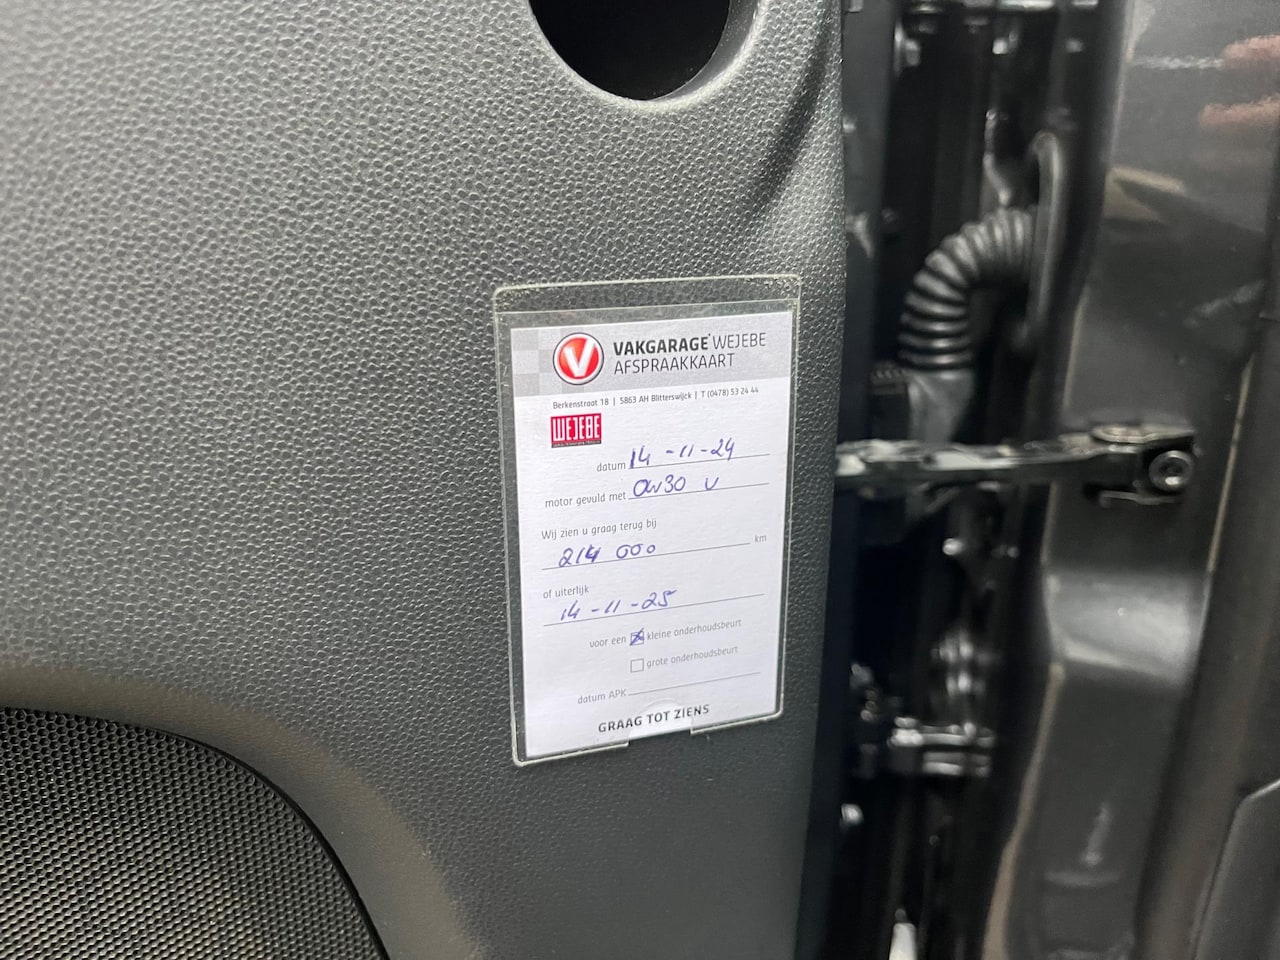 VAKGARAGE WEJEBE
AFSPRAAKKAART
Berkenstraat 18 | 5863 AH Blitterswijck | T (0478) 53 24 44
WEJEBE
datum 14-11-24
motor gevuld met 0w30 V
Wij zien u graag terug bij
214 000 km
of uiterlijk
14-11-25
voor een kleine onderhoudsbeurt
grote onderhoudsbeurt
datum APK
GRAAG TOT ZIENS